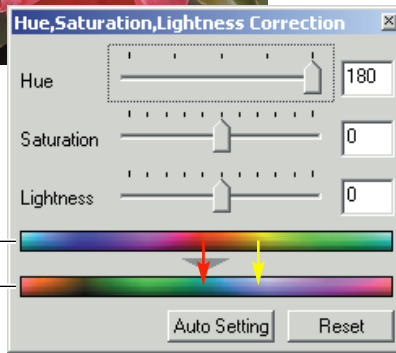 Hue,Saturation,Lightness Correction
Hue
180
Saturation
0
Lightness
0
Auto Setting
Reset